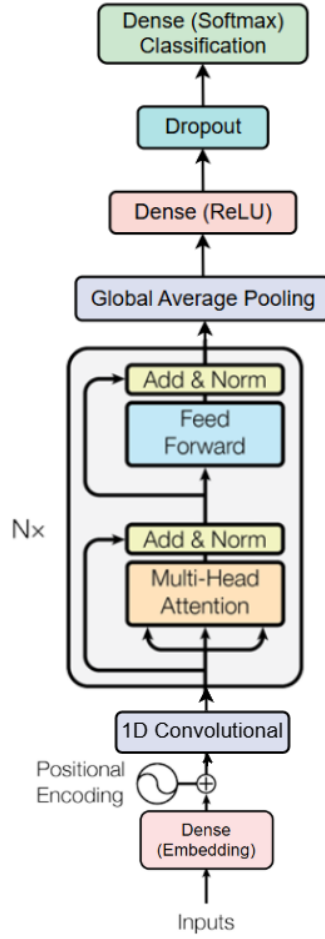 Dense (Softmax)
Classification
Dropout
Dense (ReLU)
Global Average Pooling
Add & Norm
Feed
Forward
N×
Add & Norm
Multi-Head
Attention
1D Convolutional
Positional
Encoding
Dense
(Embedding)
Inputs